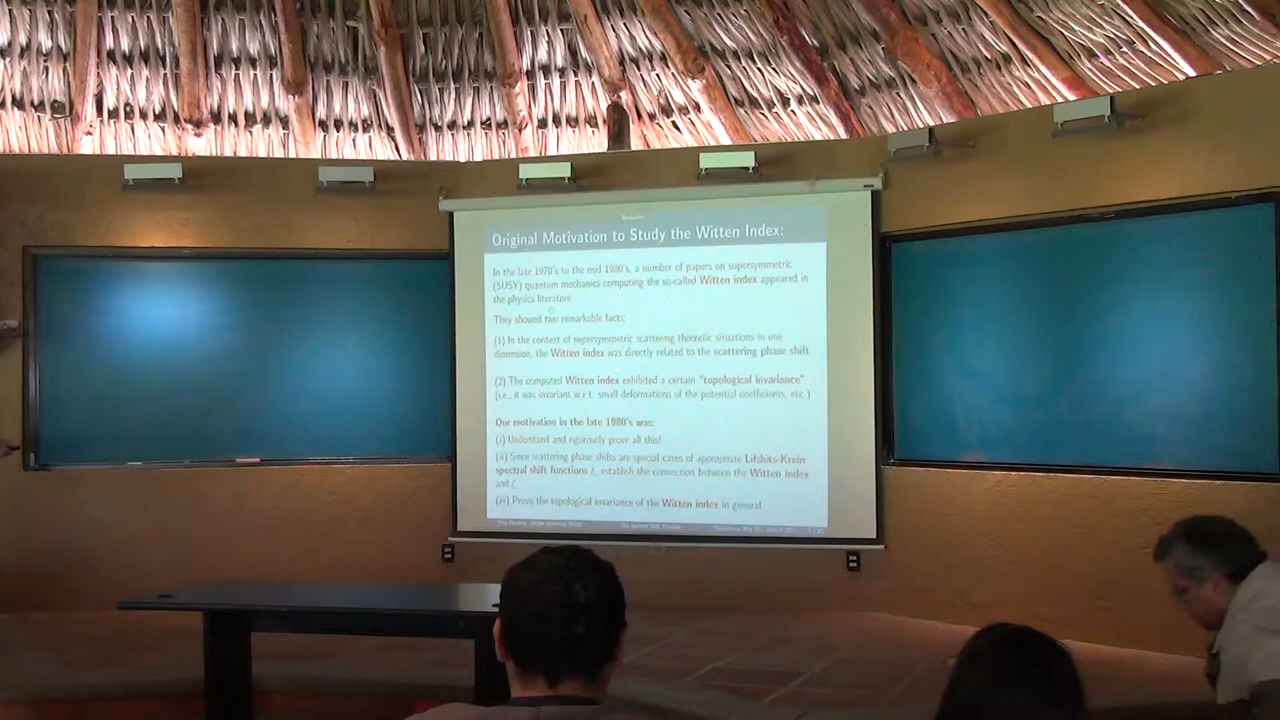 Original Motivation to Study the Witten Index:
In the late 1970's to the mid 1980's, a number of papers on supersymmetric
(SUSY) quantum mechanics computing the so-called Witten index appeared in
the physics literature.
They showed two remarkable facts:
(1) In the context of supersymmetric scattering theoretic situations in one
dimension, the Witten index was directly related to the scattering phase shift
(2) The computed Witten index exhibited a certain "topological invariance"
(i.e., it was invariant w.r.t. small deformations of the potential coefficients, etc.)
Our motivation in the late 1980's was:
(i) Understand and rigorously prove all this!
(ii) Since scattering phase shifts are special cases of appropriate Lifshits-Krein
spectral shift functions ξ, establish the connection between the Witten index
and ξ
(iii) Prove the topological invariance of the Witten index in general